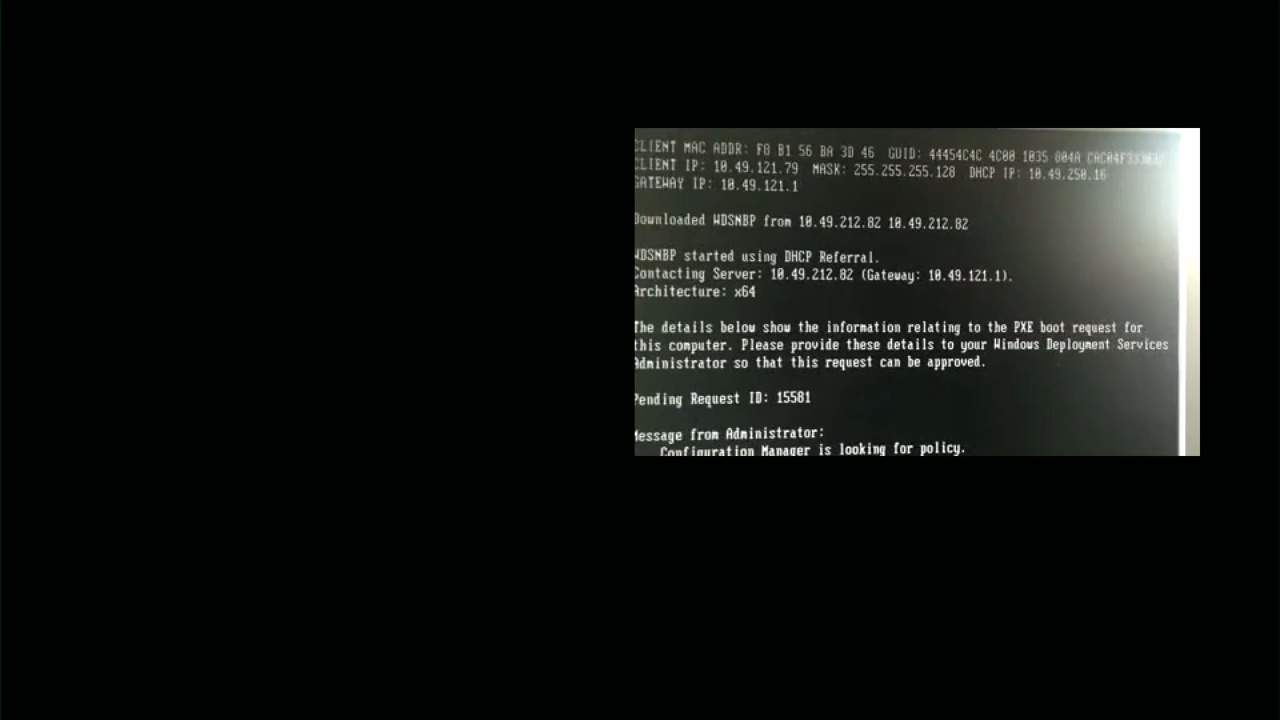 CLIENT MAC ADDR: F8 B1 56 BA 3D 46 GUID: 44454C4C 4C00 1035 804A
CLIENT IP: 10.49.121.79 MASK: 255.255.255.128 DHCP IP: 10.49.250.16
GATEWAY IP: 10.49.121.1
Downloaded WDSNBP from 10.49.212.82 10.49.212.82
WDSNBP started using DHCP Referral.
Contacting Server: 10.49.212.82 (Gateway: 10.49.121.1).
Architecture: x64
The details below show the information relating to the PXE boot request for
this computer. Please provide these details to your Windows Deployment Services
Administrator so that this request can be approved.
Pending Request ID: 15581
Message from Administrator:
Configuration Manager is looking for policy.